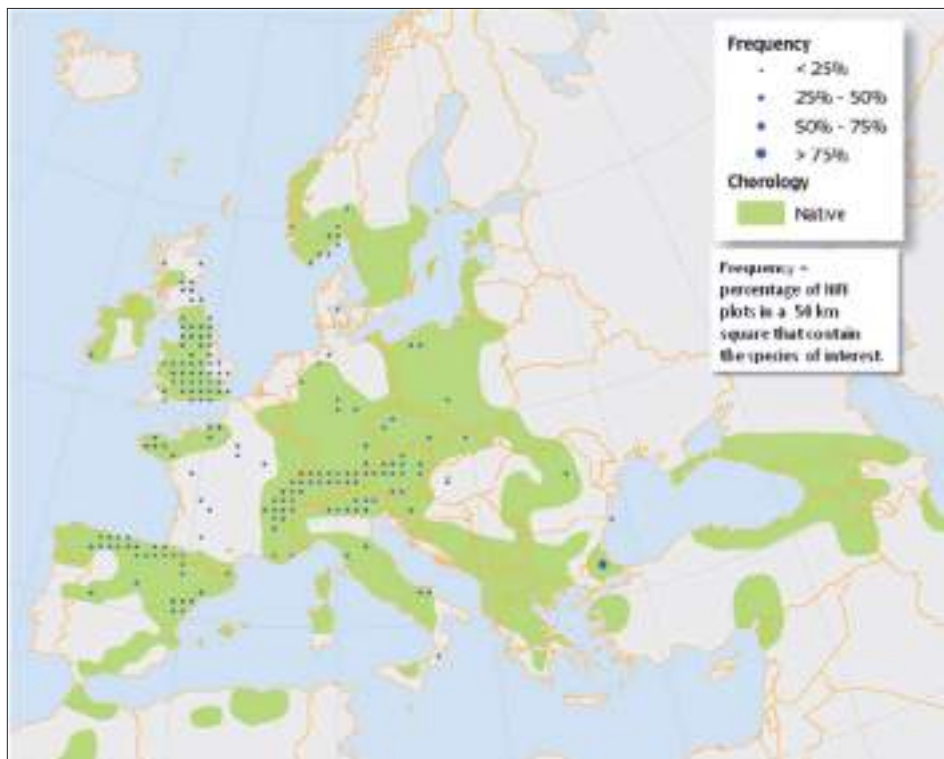 Frequency
< 25%
25% - 50%
50% - 75%
> 75%
Chorology
Native
Frequency =
percentage of NFI
plots in a 50 km
square that contain
the species of interest.